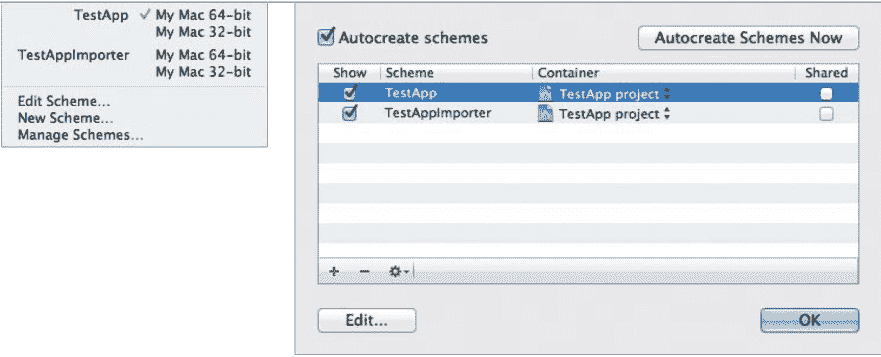 TestApp ✓ My Mac 64-bit
My Mac 32-bit
TestAppImporter My Mac 64-bit
My Mac 32-bit
Edit Scheme...
New Scheme...
Manage Schemes...
Autocreate schemes Autocreate Schemes Now
Show Scheme Container Shared
TestApp TestApp project
TestAppImporter TestApp project
Edit... OK